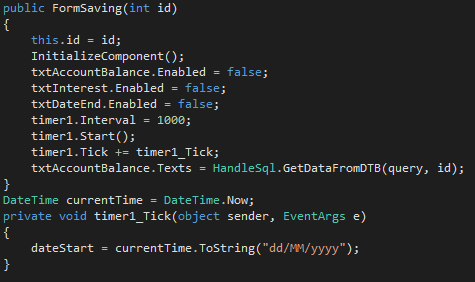 public FormSaving(int id)
{
this.id = id;
InitializeComponent();
txtAccountBalance.Enabled = false;
txtInterest.Enabled = false;
txtDateEnd.Enabled = false;
timer1.Interval = 1000;
timer1.Start();
timer1.Tick += timer1_Tick;
txtAccountBalance.Texts = HandleSql.GetDataFromDTB(query, id);
}
DateTime currentTime = DateTime.Now;
private void timer1_Tick(object sender, EventArgs e)
{
dateStart = currentTime.ToString("dd/MM/yyyy");
}